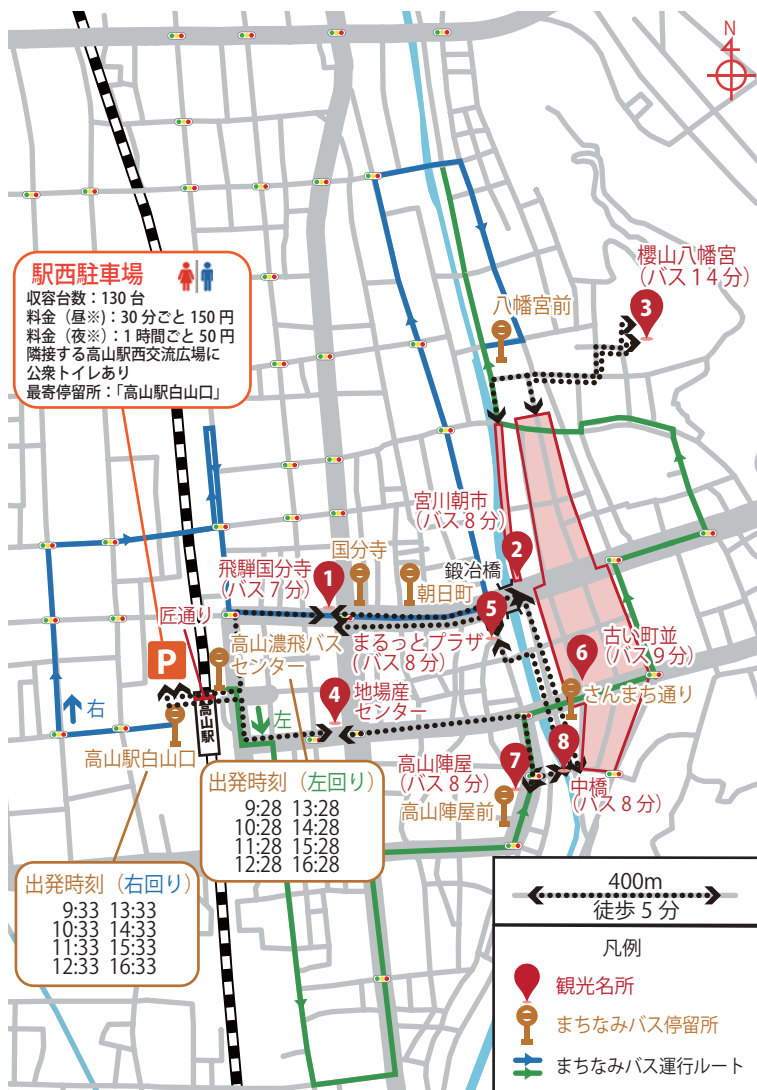 N
櫻山八幡宮
(バス14分)
3
八幡宮前
駅西駐車場
収容台数：130台
料金（昼※）：30分ごと150円
料金（夜※）：1時間ごと50円
隣接する高山駅西交流広場に
公衆トイレあり
最寄停留所：「高山駅白山口」
宮川朝市
(バス8分)
2
国分寺
飛騨国分寺
(バス7分)
1
朝日町
鍛冶橋
5
匠通り
まるっとプラザ
(バス8分)
古い町並
(バス9分)
6
高山濃飛バス
センター
P
さんまち通り
4
地場産
センター
右
左
高山駅
高山駅白山口
8
7
高山陣屋
(バス8分)
中橋
(バス8分)
高山陣屋前
出発時刻（左回り）
9:28 13:28
10:28 14:28
11:28 15:28
12:28 16:28
出発時刻（右回り）
9:33 13:33
10:33 14:33
11:33 15:33
12:33 16:33
400m
徒歩5分
凡例
観光名所
まちなみバス停留所
まちなみバス運行ルート